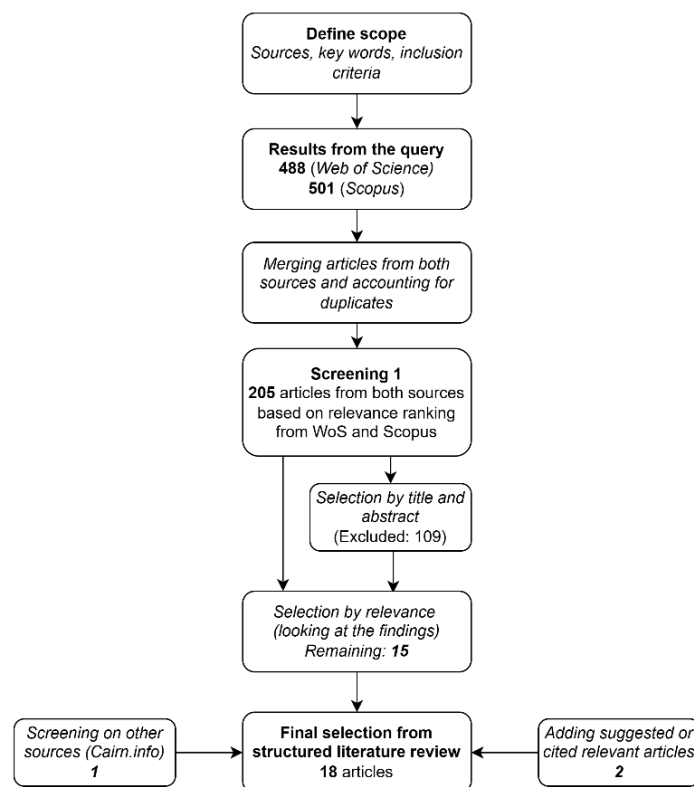 Define scope
Sources, key words, inclusion
criteria
Results from the query
488 (Web of Science)
501 (Scopus)
Merging articles from both
sources and accounting for
duplicates
Screening 1
205 articles from both sources
based on relevance ranking
from WoS and Scopus
Selection by title and
abstract
(Excluded: 109)
Selection by relevance
(looking at the findings)
Remaining: 15
Screening on other
sources (Cairn.info)
1
Final selection from
structured literature review
18 articles
Adding suggested or
cited relevant articles
2